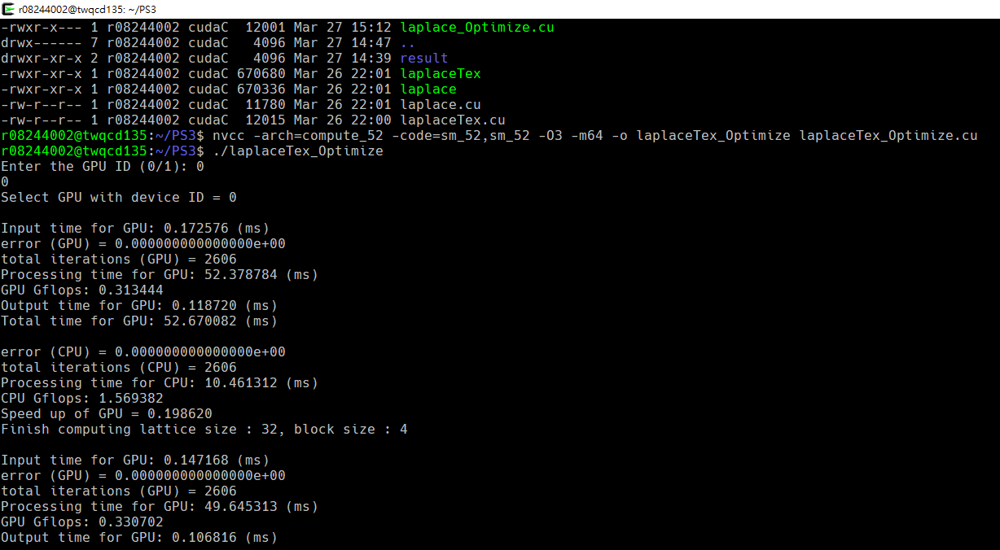 r08244002@twqcd135: ~/PS3
-rwxr-x--- 1 r08244002 cudaC  12001 Mar 27 15:12 laplace_Optimize.cu
drwx------ 7 r08244002 cudaC   4096 Mar 27 14:47 ..
drwxr-xr-x 2 r08244002 cudaC   4096 Mar 27 14:39 result
-rwxr-xr-x 1 r08244002 cudaC 670680 Mar 26 22:01 laplaceTex
-rwxr-xr-x 1 r08244002 cudaC 670336 Mar 26 22:01 laplace
-rw-r--r-- 1 r08244002 cudaC  11780 Mar 26 22:01 laplace.cu
-rw-r--r-- 1 r08244002 cudaC  12015 Mar 26 22:00 laplaceTex.cu
r08244002@twqcd135:~/PS3$ nvcc -arch=compute_52 -code=sm_52,sm_52 -O3 -m64 -o laplaceTex_Optimize laplaceTex_Optimize.cu
r08244002@twqcd135:~/PS3$ ./laplaceTex_Optimize
Enter the GPU ID (0/1): 0
0
Select GPU with device ID = 0
Input time for GPU: 0.172576 (ms)
error (GPU) = 0.000000000000000e+00
total iterations (GPU) = 2606
Processing time for GPU: 52.378784 (ms)
GPU Gflops: 0.313444
Output time for GPU: 0.118720 (ms)
Total time for GPU: 52.670082 (ms)
error (CPU) = 0.000000000000000e+00
total iterations (CPU) = 2606
Processing time for CPU: 10.461312 (ms)
CPU Gflops: 1.569382
Speed up of GPU = 0.198620
Finish computing lattice size : 32, block size : 4
Input time for GPU: 0.147168 (ms)
error (GPU) = 0.000000000000000e+00
total iterations (GPU) = 2606
Processing time for GPU: 49.645313 (ms)
GPU Gflops: 0.330702
Output time for GPU: 0.106816 (ms)